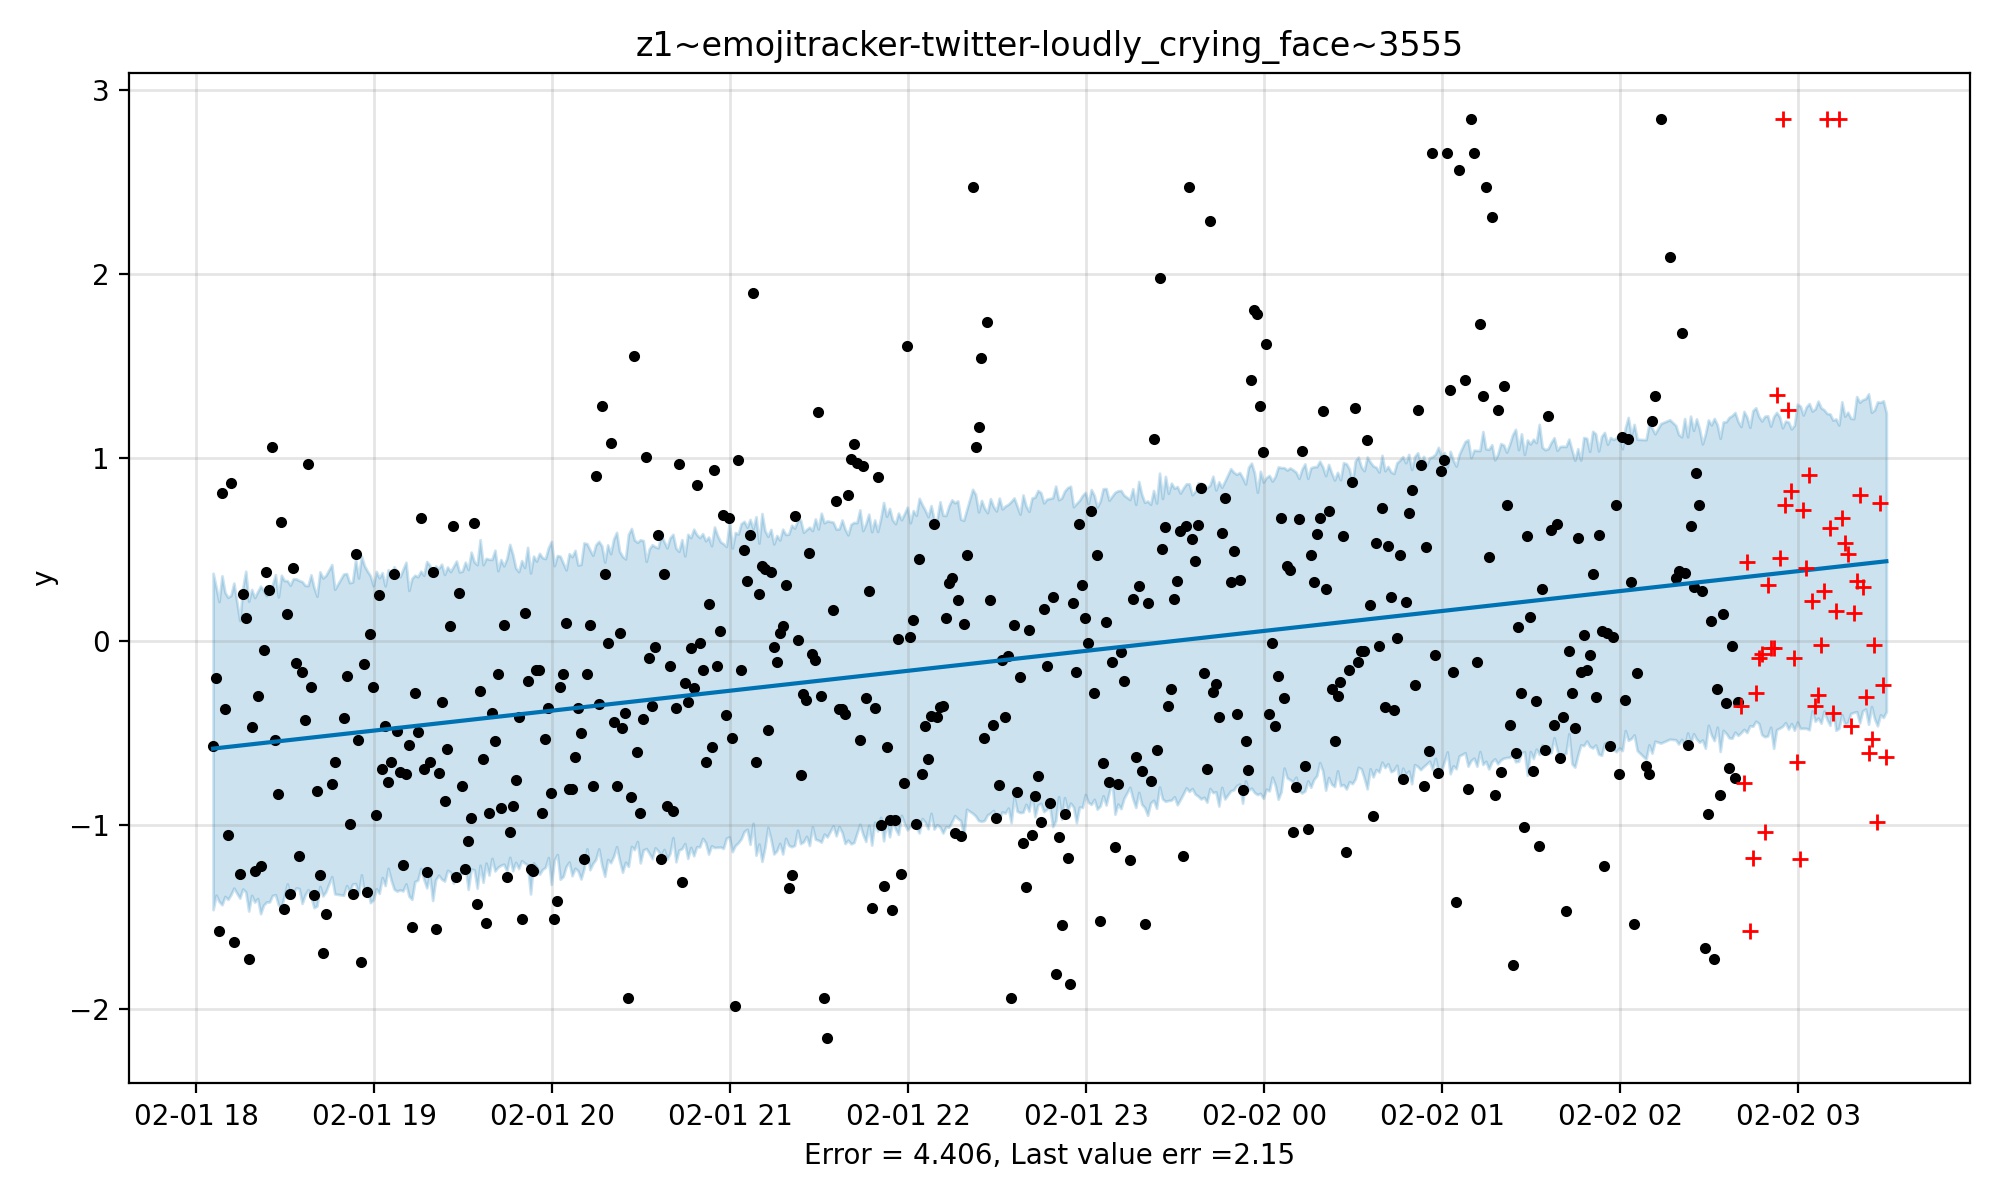 z1~emojitracker-twitter-loudly_crying_face~3555
3
2
1
0
−1
−2
y
02-01 18 02-01 19 02-01 20 02-01 21 02-01 22 02-01 23 02-02 00 02-02 01 02-02 02 02-02 03
Error = 4.406, Last value err =2.15